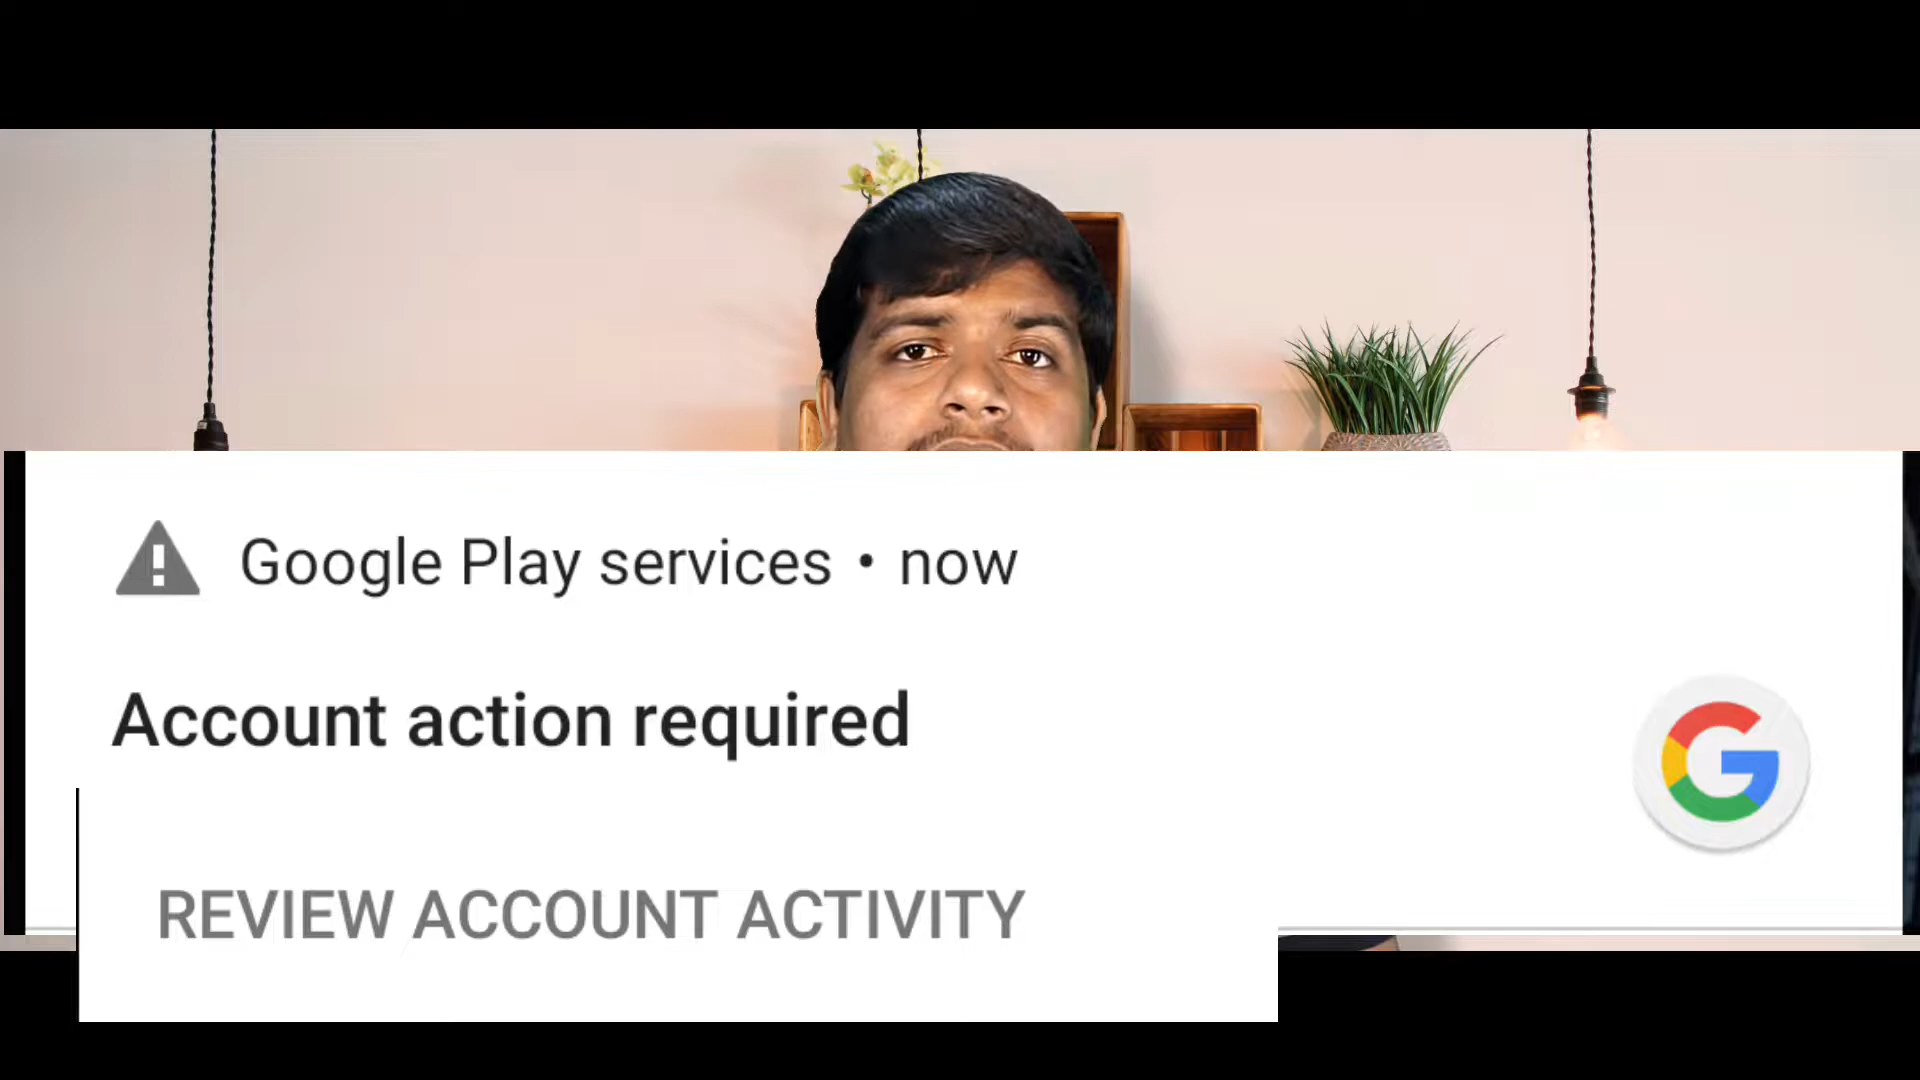 Google Play services • now
Account action required
REVIEW ACCOUNT ACTIVITY